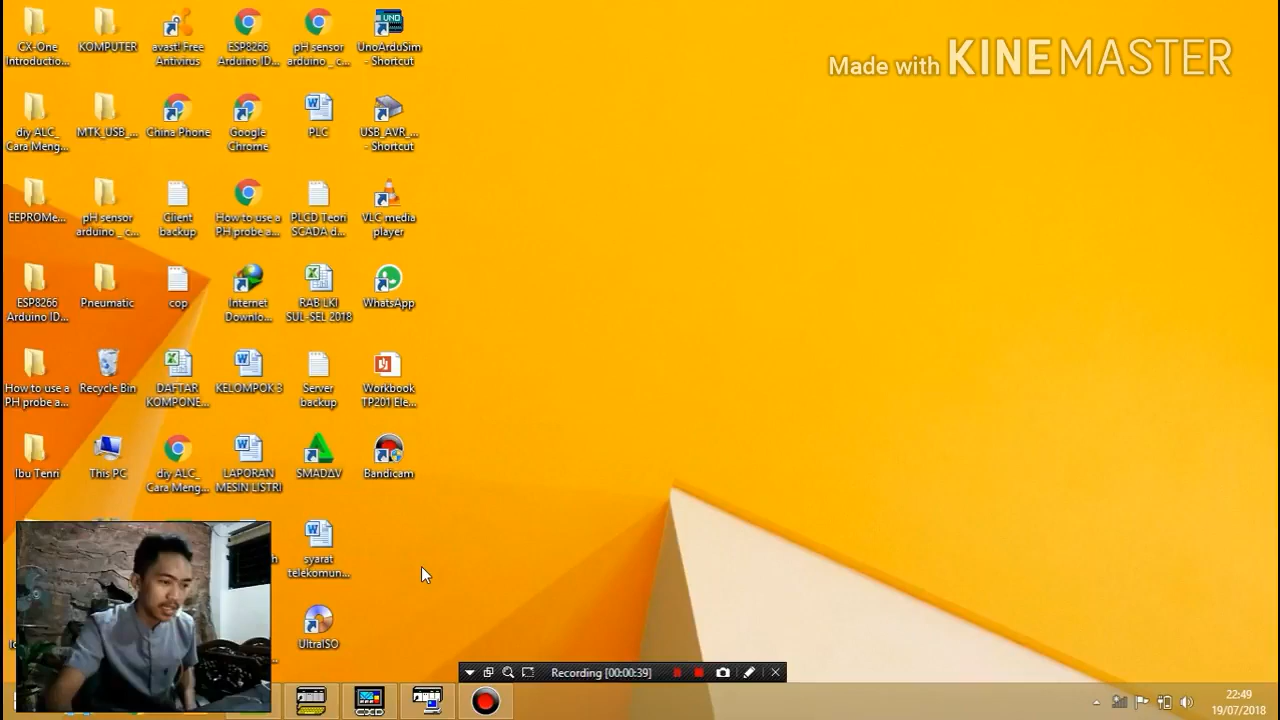 Made with KINEMASTER
CX-One
Introductio...
KOMPUTER
avast! Free
Antivirus
ESP8266
Arduino ID...
pH sensor
arduino _ c...
UnoArduSim
- Shortcut
diy ALC_
Cara Meng...
MTK_USB_...
China Phone
Google
Chrome
PLC
USB_AVR_...
- Shortcut
EEPROMe...
pH sensor
arduino _ c...
Client
backup
How to use a
PH probe a...
PLCD Teori
SCADA d...
VLC media
player
ESP8266
Arduino ID...
Pneumatic
cop
Internet
Downlo...
RAB LKI
SUL-SEL 2018
WhatsApp
How to use a
PH probe a...
Recycle Bin
DAFTAR
KOMPONE...
KELOMPOK 3
Server
backup
Workbook
TP201 Ele...
Ibu Tenri
This PC
diy ALC_
Cara Meng...
LAPORAN
MESIN LISTRI
SMADAV
Bandicam
syarat
telekomun...
UltraISO
Recording [00:00:39]
CXD
22:49
19/07/2018